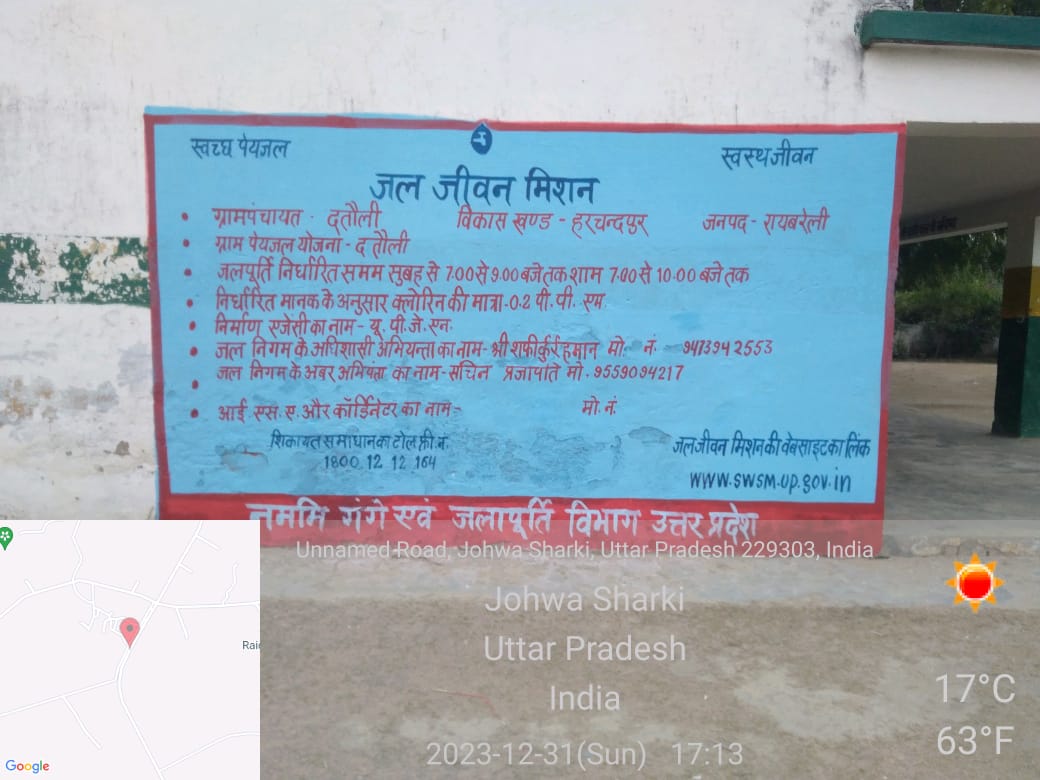 स्वच्छ पेयजल
स्वस्थ जीवन
जल जीवन मिशन
• ग्रामपंचायत - दतौली विकास खण्ड - हरचन्दपुर जनपद - रायबरेली
• ग्राम पेयजल योजना - दतौली
• जलपूर्ति निर्धारित समम सुबह से 7:00 से 9:00 बजे तक शाम 7:00 से 10:00 बजे तक
• निर्धारित मानक के अनुसार क्लोरिन की मात्रा - 0.2 पी. पी. एम
• निर्माण एजेंसी का नाम - यू. पी. जे. एन.
• जल निगम के अधिशासी अभियन्ता का नाम - श्री शफीकुर्रहमान मो. नं. 9473942553
• जल निगम के अवर अभियंता का नाम - सचिन प्रजापति मो. 9559094217
• आई. एस. ए. और कॉर्डिनेटर का नाम - मो. नं.
शिकायत समाधान का टोल फ्री. नं.
1800 12 12 164
जल जीवन मिशन की वेबसाइट का लिंक
www.swsm.up.gov.in
नमामि गंगे एवं जलापूर्ति विभाग उत्तर प्रदेश
Unnamed Road, Johwa Sharki, Uttar Pradesh 229303, India
Johwa Sharki
Uttar Pradesh
India
2023-12-31(Sun) 17:13
17°C
63°F
Google